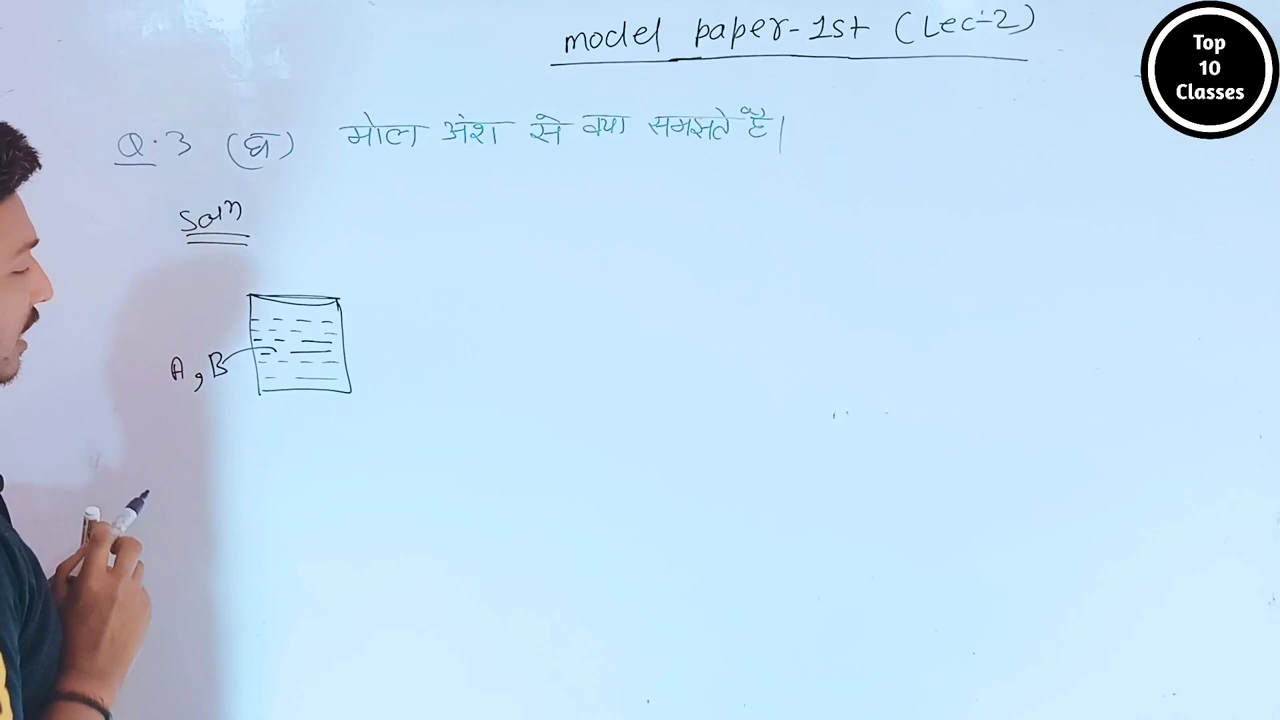 model paper-1st (Lec÷2)
Top
10
Classes
Q.3 (घ) मोल अंश से क्या समझते है।
Soln
A, B